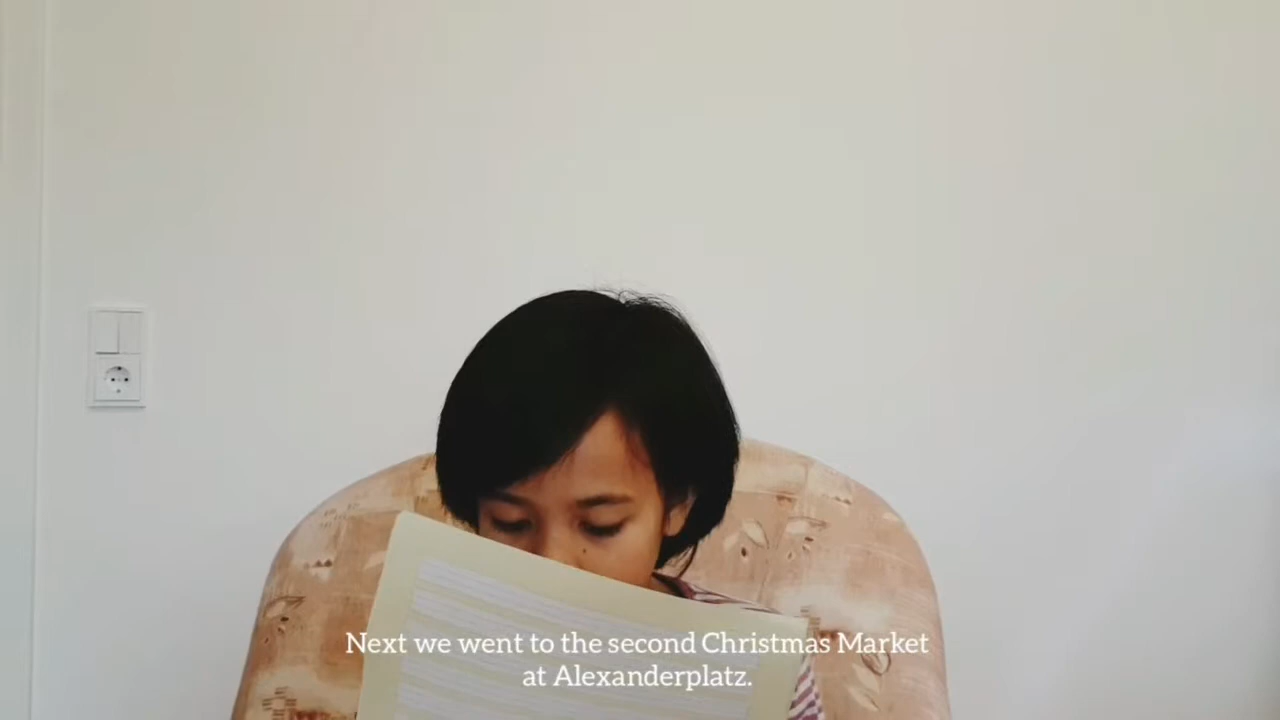 Next we went to the second Christmas Market
at Alexanderplatz.